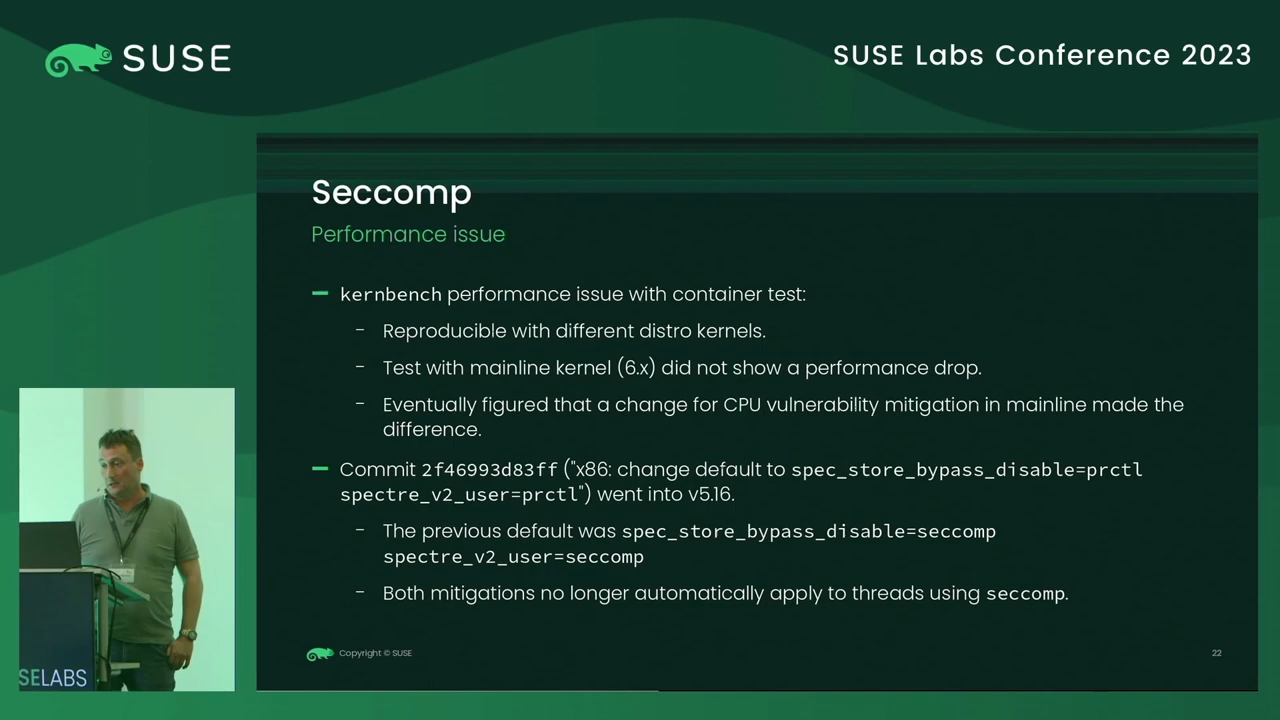 SUSE
SUSE Labs Conference 2023
Seccomp
Performance issue
kernbench performance issue with container test:
- Reproducible with different distro kernels.
- Test with mainline kernel (6.x) did not show a performance drop.
- Eventually figured that a change for CPU vulnerability mitigation in mainline made the
difference.
Commit 2f46993d83ff ("x86: change default to spec_store_bypass_disable=prctl
spectre_v2_user=prctl") went into v5.16.
- The previous default was spec_store_bypass_disable=seccomp
spectre_v2_user=seccomp
- Both mitigations no longer automatically apply to threads using seccomp.
Copyright © SUSE
22
SELABS